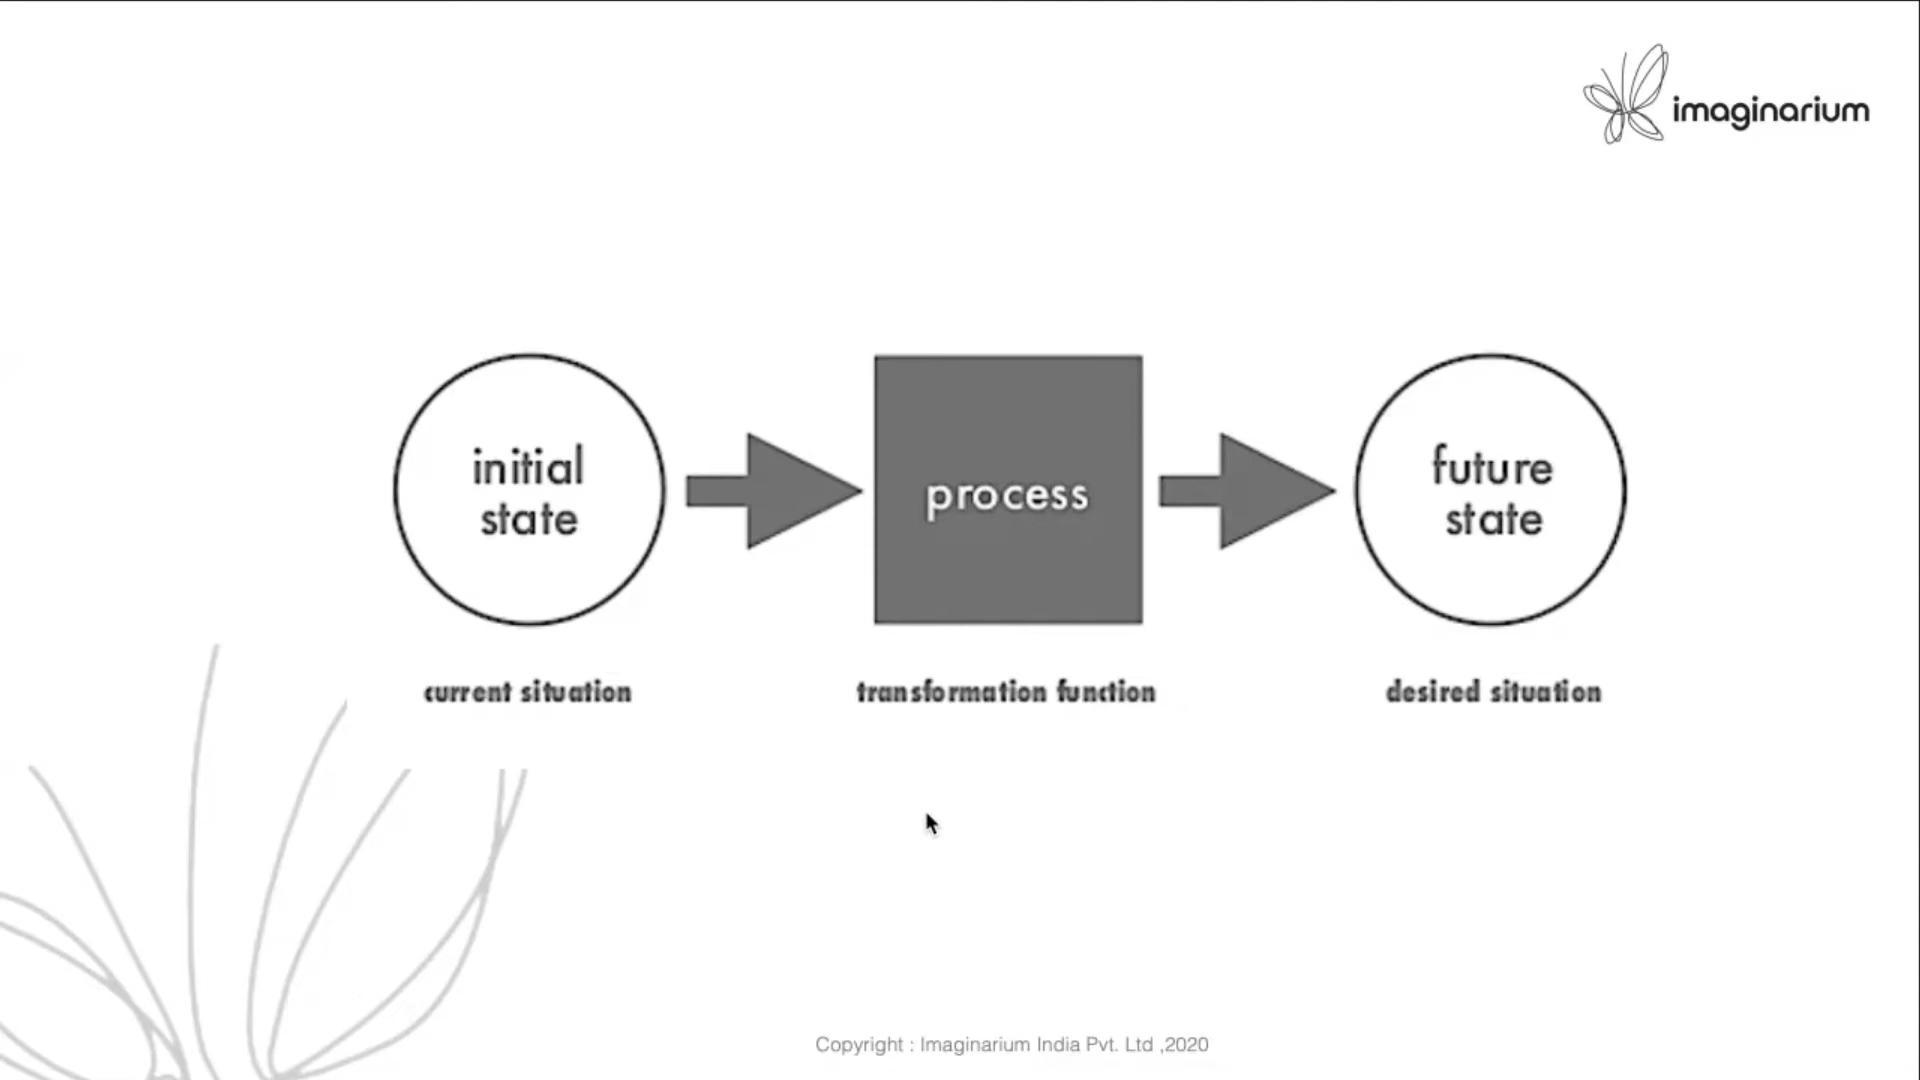 imaginarium
initial
state
process
future
state
current situation
transformation function
desired situation
Copyright : Imaginarium India Pvt. Ltd ,2020